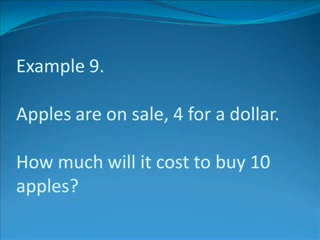 Example 9.
Apples are on sale, 4 for a dollar.
How much will it cost to buy 10
apples?